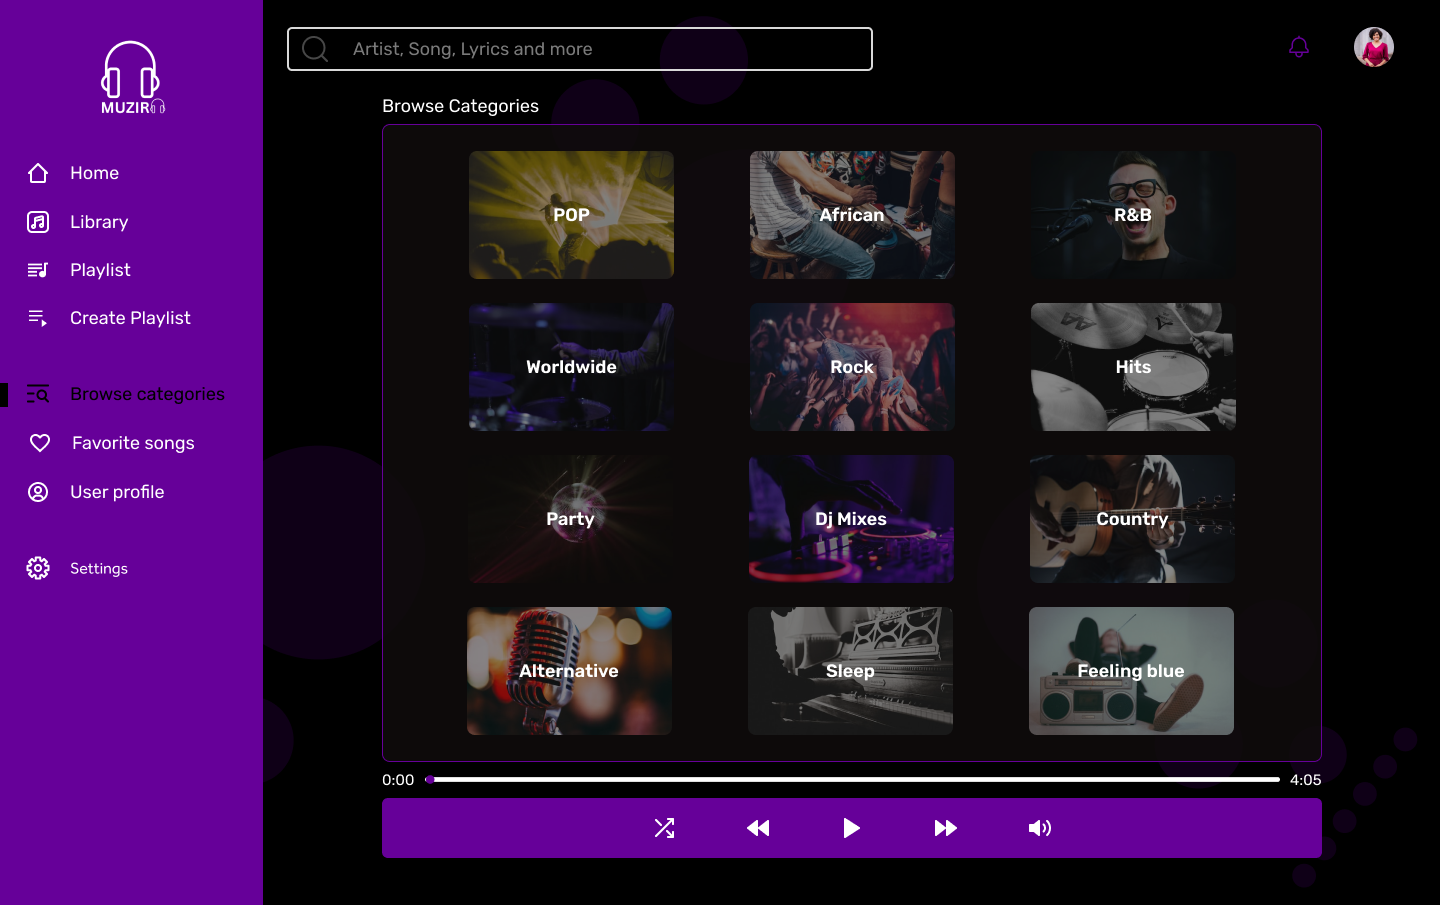 MUZIR
Home
Library
Playlist
Create Playlist
Browse categories
Favorite songs
User profile
Settings
Artist, Song, Lyrics and more
Browse Categories
POP
African
R&B
Worldwide
Rock
Hits
Party
Dj Mixes
Country
Alternative
Sleep
Feeling blue
0:00
4:05